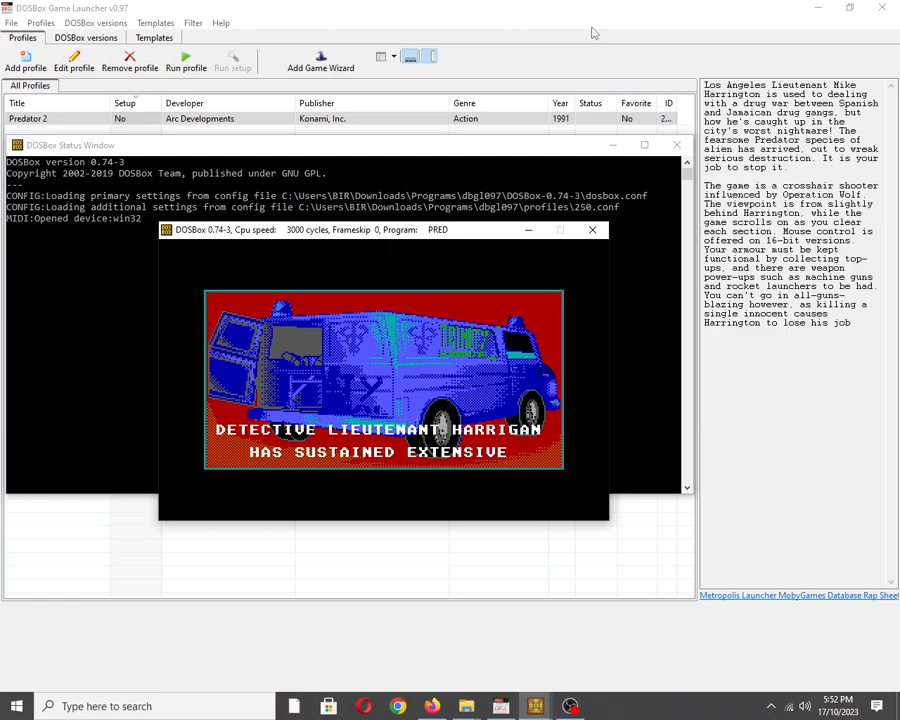 DOSBox Game Launcher v0.97
File Profiles DOSBox versions Templates Filter Help
Profiles DOSBox versions Templates
Add profile Edit profile Remove profile Run profile Run setup Add Game Wizard
All Profiles
Title Setup Developer Publisher Genre Year Status Favorite ID
Predator 2 No Arc Developments Konami, Inc. Action 1991 No 2...
DOSBox Status Window
DOSBox version 0.74-3
Copyright 2002-2019 DOSBox Team, published under GNU GPL.
---
CONFIG:Loading primary settings from config file C:\Users\BIR\Downloads\Programs\dbgl097\DOSBox-0.74-3\dosbox.conf
CONFIG:Loading additional settings from config file C:\Users\BIR\Downloads\Programs\dbgl097\profiles\250.conf
MIDI:Opened device:win32
DOSBox 0.74-3, Cpu speed: 3000 cycles, Frameskip 0, Program: PRED
DETECTIVE LIEUTENANT HARRIGAN
HAS SUSTAINED EXTENSIVE
Los Angeles Lieutenant Mike
Harrington is used to dealing
with a drug war between Spanish
and Jamaican drug gangs, but
how he's caught up in the
city's worst nightmare! The
fearsome Predator species of
alien has arrived, out to wreak
serious destruction. It is your
job to stop it.
The game is a crosshair shooter
influenced by Operation Wolf.
The viewpoint is from slightly
behind Harrington, while the
game scrolls on as you clear
each section. Mouse control is
offered on 16-bit versions.
Your armour must be kept
functional by collecting top-
ups, and there are weapon
power-ups such as machine guns
and rocket launchers to be had.
You can't go in all-guns-
blazing however, as killing a
single innocent causes
Harrington to lose his job
Metropolis Launcher MobyGames Database Rap Sheet
Type here to search
5:52 PM
17/10/2023